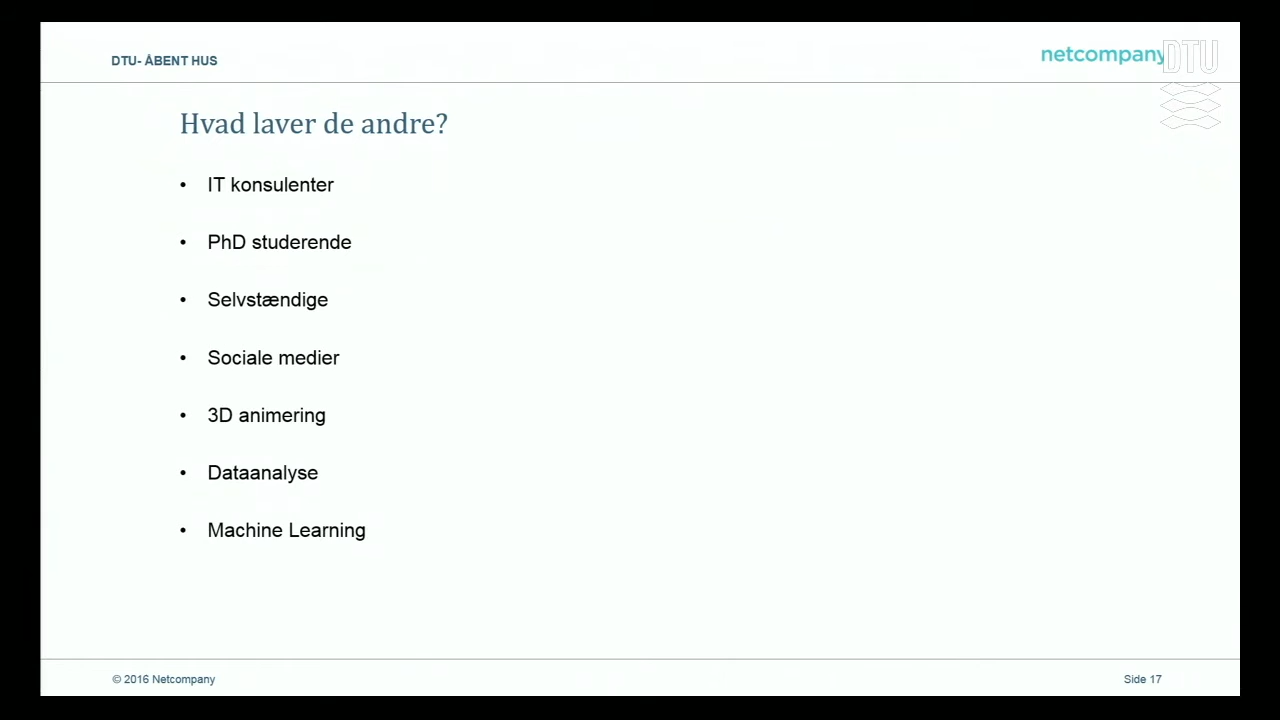 DTU- ÅBENT HUS
netcompany
DTU
Hvad laver de andre?
• IT konsulenter
• PhD studerende
• Selvstændige
• Sociale medier
• 3D animering
• Dataanalyse
• Machine Learning
© 2016 Netcompany
Side 17